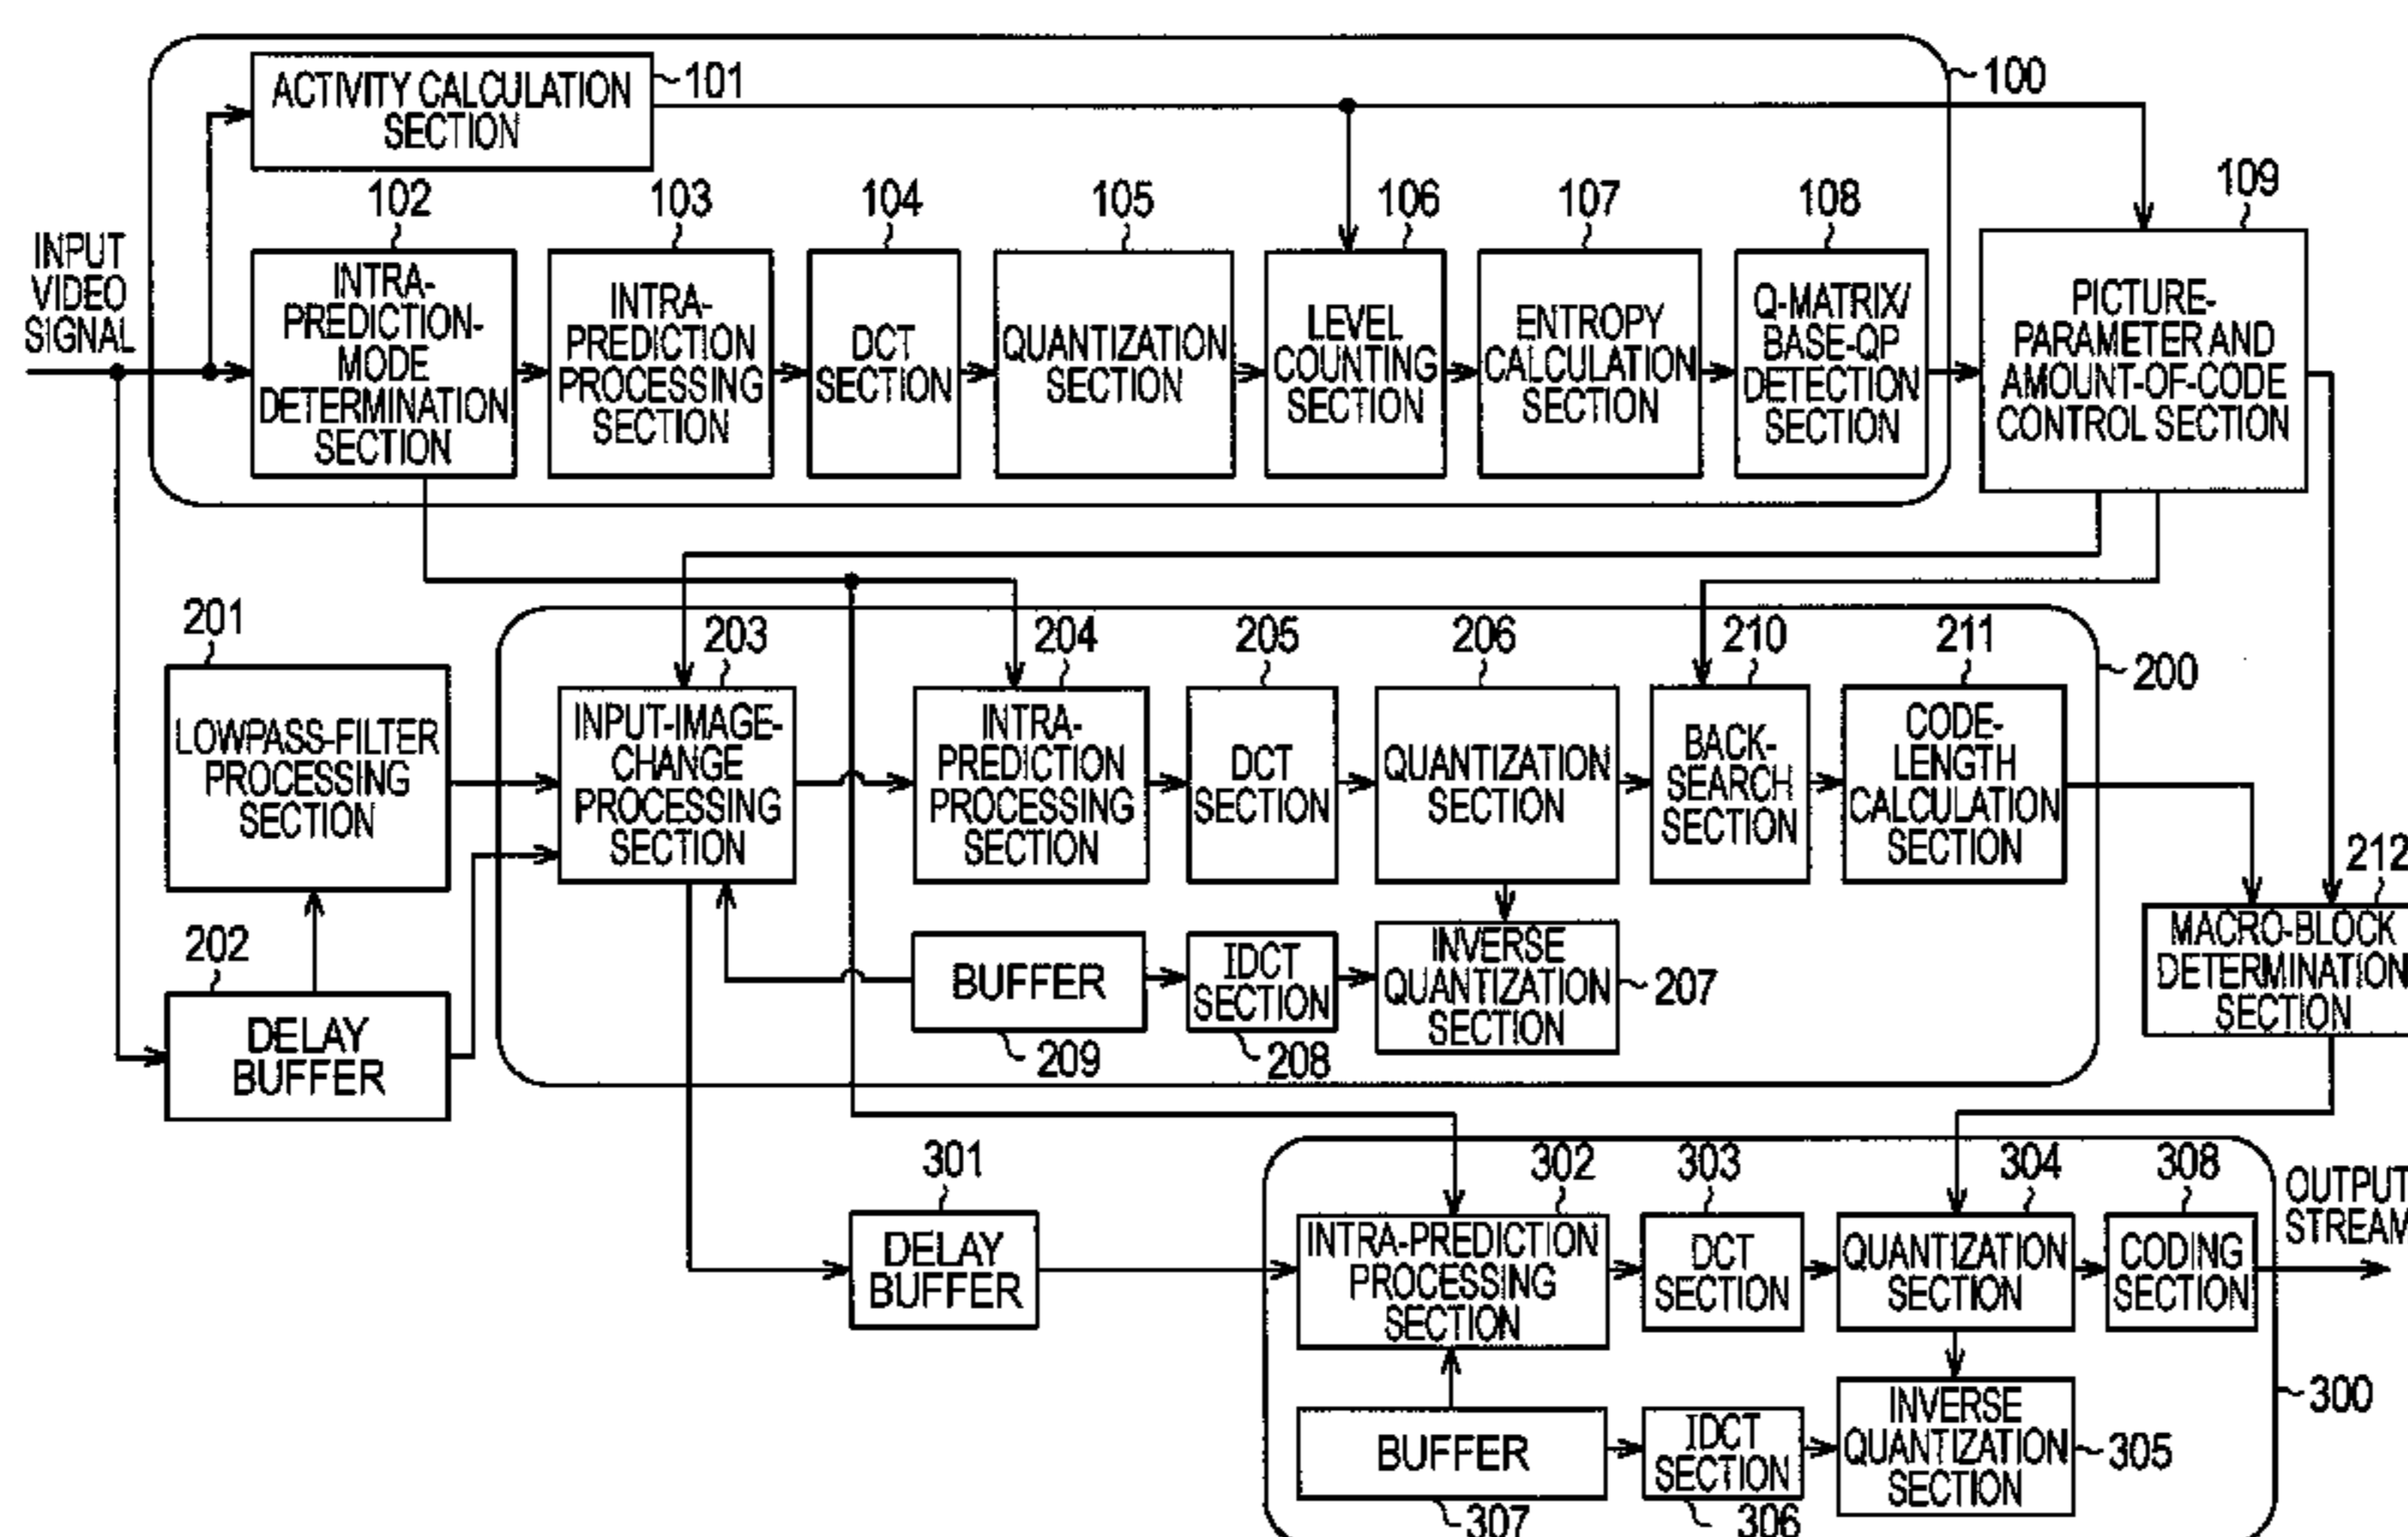 ACTIVITY CALCULATION
SECTION
101
100
102
103
104
105
106
107
108
109
INPUT
VIDEO
SIGNAL
INTRA-
PREDICTION-
MODE
DETERMINATION
SECTION
INTRA-
PREDICTION
PROCESSING
SECTION
DCT
SECTION
QUANTIZATION
SECTION
LEVEL
COUNTING
SECTION
ENTROPY
CALCULATION
SECTION
Q-MATRIX/
BASE-QP
DETECTION
SECTION
PICTURE-
PARAMETER AND
AMOUNT-OF-CODE
CONTROL SECTION
201
203
204
205
206
210
211
200
LOWPASS-FILTER
PROCESSING
SECTION
INPUT-IMAGE-
CHANGE
PROCESSING
SECTION
INTRA-
PREDICTION
PROCESSING
SECTION
DCT
SECTION
QUANTIZATION
SECTION
BACK-
SEARCH
SECTION
CODE-
LENGTH
CALCULATION
SECTION
212
MACRO-BLOCK
DETERMINATION
SECTION
202
DELAY
BUFFER
BUFFER
209
IDCT
SECTION
208
INVERSE
QUANTIZATION
SECTION
207
301
DELAY
BUFFER
302
303
304
308
INTRA-PREDICTION
PROCESSING
SECTION
DCT
SECTION
QUANTIZATION
SECTION
CODING
SECTION
OUTPUT
STREAM
300
BUFFER
307
IDCT
SECTION
306
INVERSE
QUANTIZATION
SECTION
305